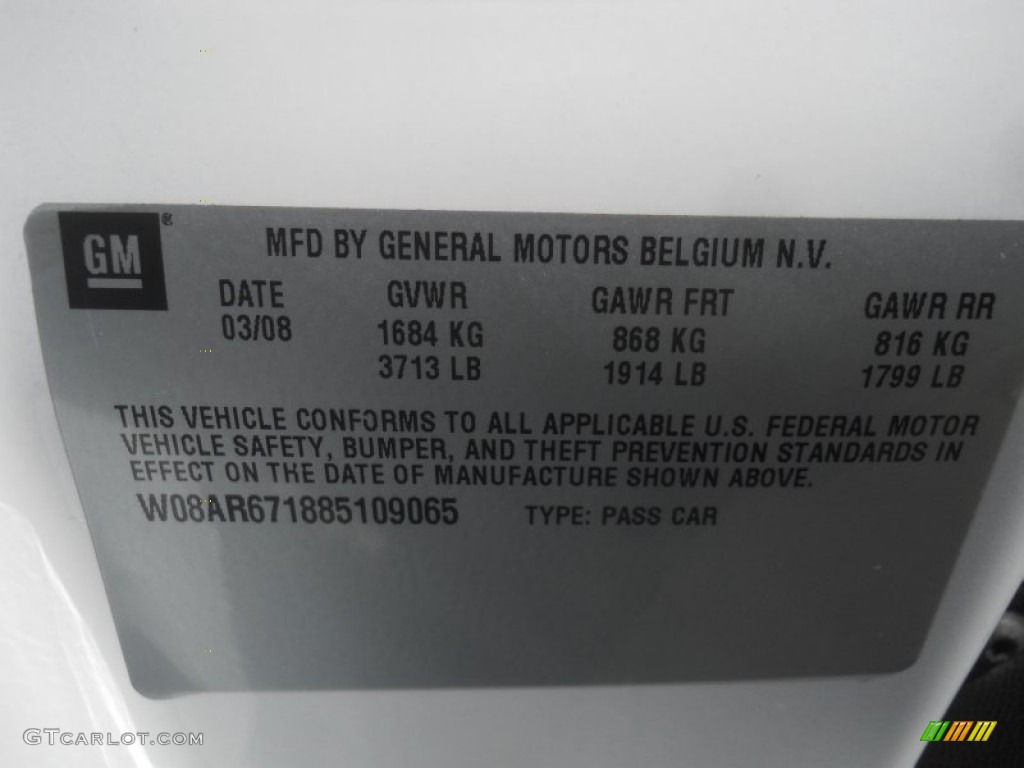 GM ®
MFD BY GENERAL MOTORS BELGIUM N.V.
DATE GVWR GAWR FRT GAWR RR
03/08 1684 KG 868 KG 816 KG
3713 LB 1914 LB 1799 LB
THIS VEHICLE CONFORMS TO ALL APPLICABLE U.S. FEDERAL MOTOR
VEHICLE SAFETY, BUMPER, AND THEFT PREVENTION STANDARDS IN
EFFECT ON THE DATE OF MANUFACTURE SHOWN ABOVE.
W08AR671885109065 TYPE: PASS CAR
GTCARLOT.COM